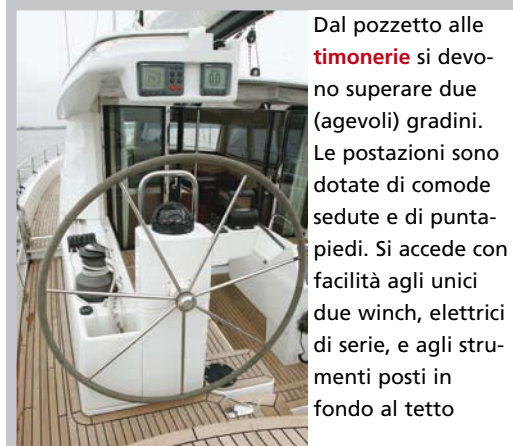 Dal pozzetto alle
timonerie si devo-
no superare due
(agevoli) gradini.
Le postazioni sono
dotate di comode
sedute e di punta-
piedi. Si accede con
facilità agli unici
due winch, elettrici
di serie, e agli stru-
menti posti in
fondo al tetto